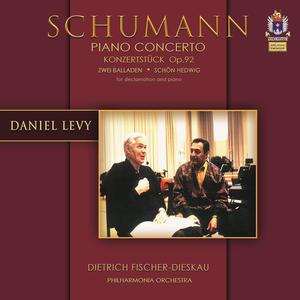 SCHUMANN
PIANO CONCERTO
KONZERTSTÜCK Op.92
ZWEI BALLADEN • SCHÖN HEDWIG
for declamation and piano
DANIEL LEVY
DIETRICH FISCHER-DIESKAU
PHILHARMONIA ORCHESTRA